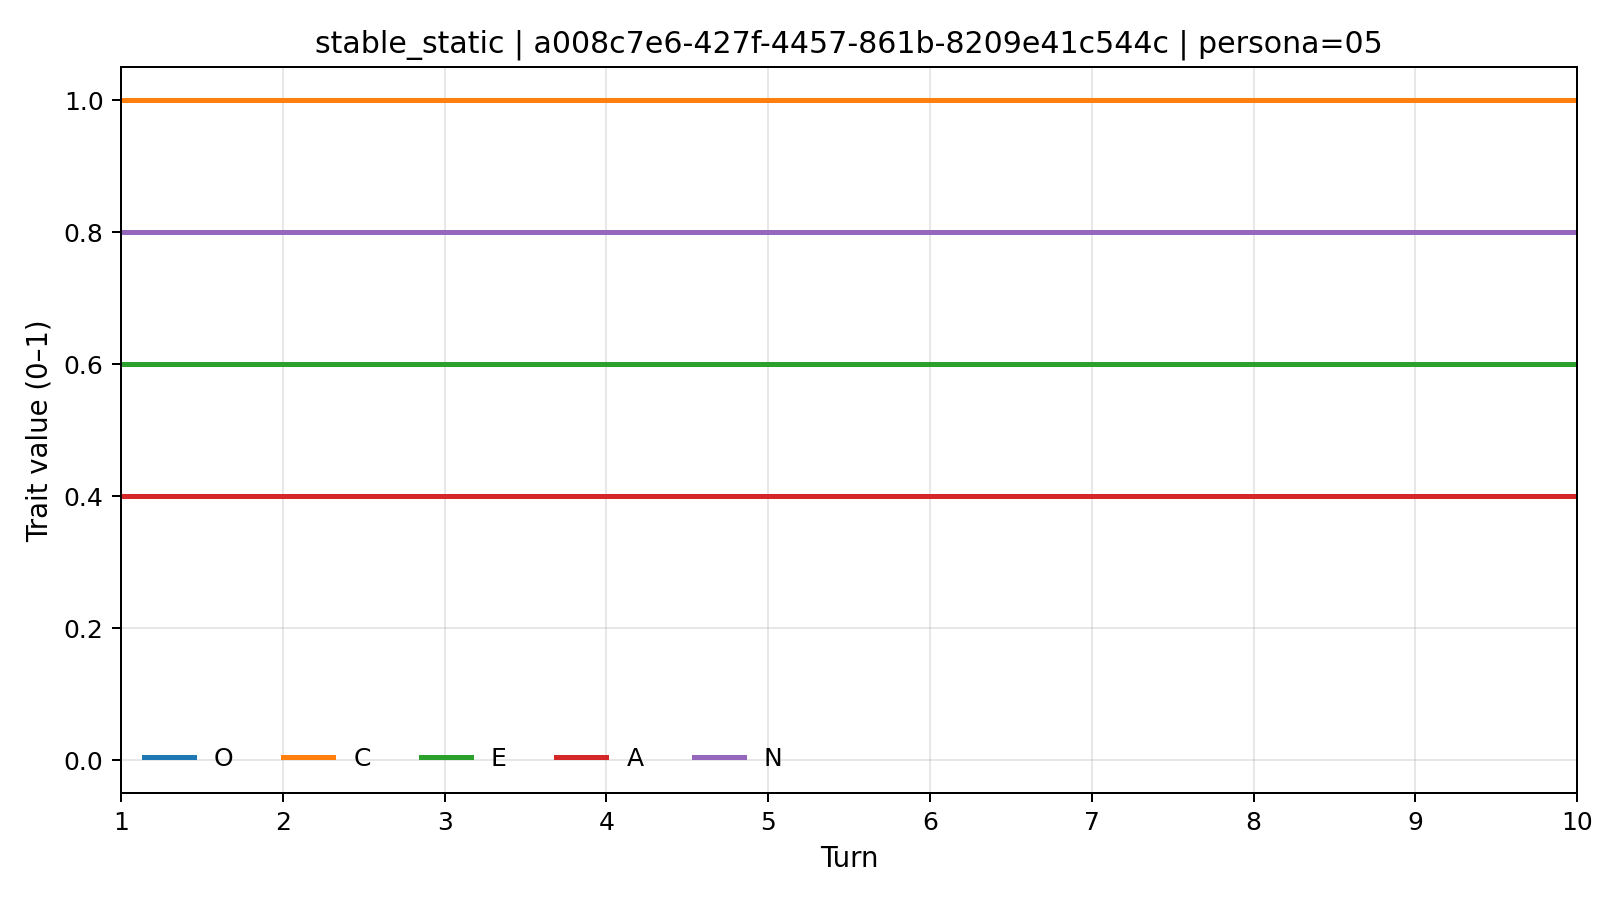 stable_static | a008c7e6-427f-4457-861b-8209e41c544c | persona=05
Trait value (0–1)
1.0
0.8
0.6
0.4
0.2
0.0
O C E A N
1 2 3 4 5 6 7 8 9 10
Turn